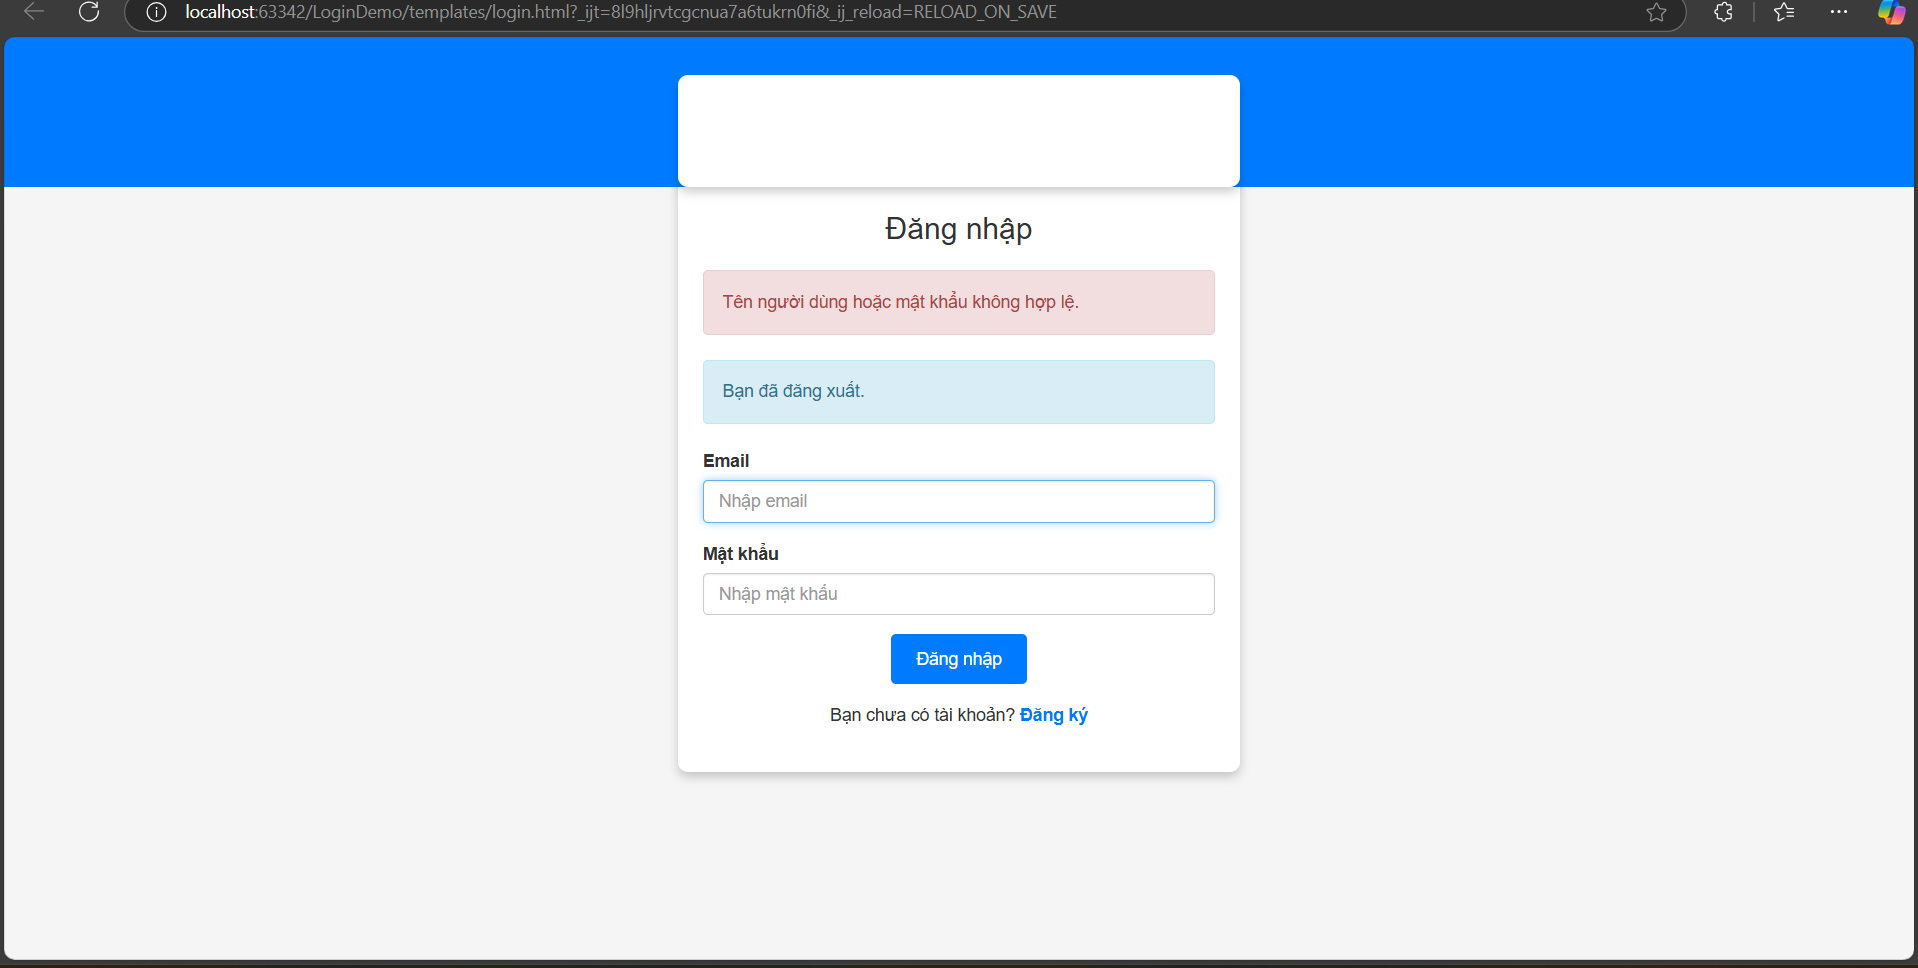 localhost:63342/LoginDemo/templates/login.html?_ijt=8l9hljrvtcgcnua7a6tukrn0fi&_ij_reload=RELOAD_ON_SAVE
Đăng nhập
Tên người dùng hoặc mật khẩu không hợp lệ.
Bạn đã đăng xuất.
Email
Nhập email
Mật khẩu
Nhập mật khẩu
Đăng nhập
Bạn chưa có tài khoản? Đăng ký